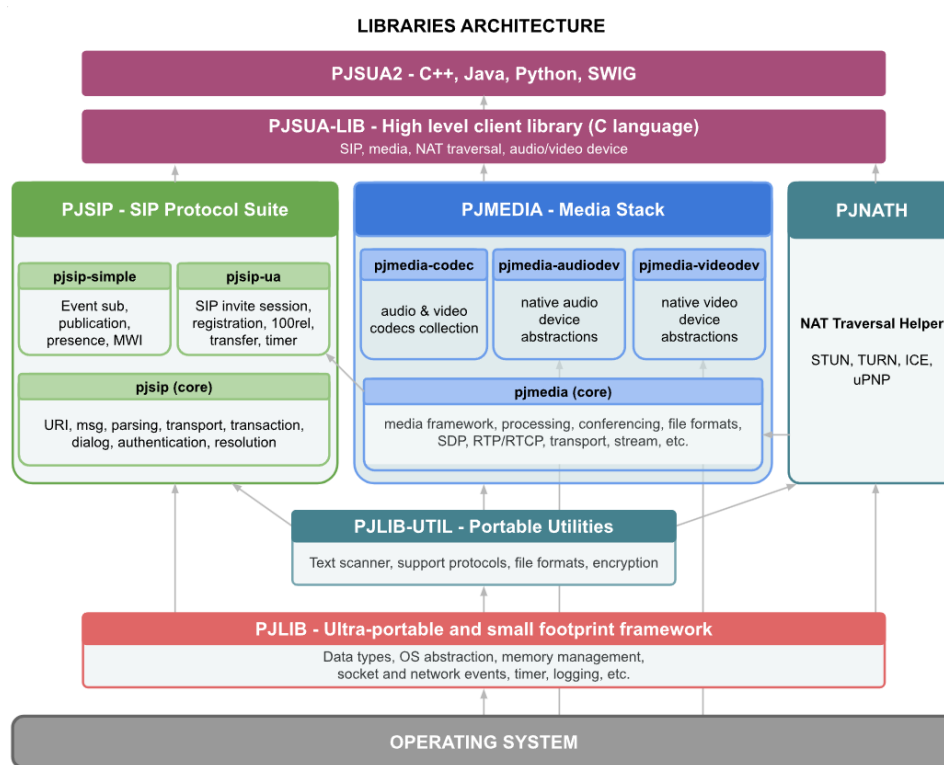 LIBRARIES ARCHITECTURE
PJSUA2 - C++, Java, Python, SWIG
PJSUA-LIB - High level client library (C language)
SIP, media, NAT traversal, audio/video device
PJSIP - SIP Protocol Suite
pjsip-simple
Event sub,
publication,
presence, MWI
pjsip-ua
SIP invite session,
registration, 100rel,
transfer, timer
pjsip (core)
URI, msg, parsing, transport, transaction,
dialog, authentication, resolution
PJMEDIA - Media Stack
pjmedia-codec
audio & video
codecs collection
pjmedia-audiodev
native audio
device
abstractions
pjmedia-videodev
native video
device
abstractions
pjmedia (core)
media framework, processing, conferencing, file formats,
SDP, RTP/RTCP, transport, stream, etc.
PJNATH
NAT Traversal Helper
STUN, TURN, ICE,
uPNP
PJLIB-UTIL - Portable Utilities
Text scanner, support protocols, file formats, encryption
PJLIB - Ultra-portable and small footprint framework
Data types, OS abstraction, memory management,
socket and network events, timer, logging, etc.
OPERATING SYSTEM